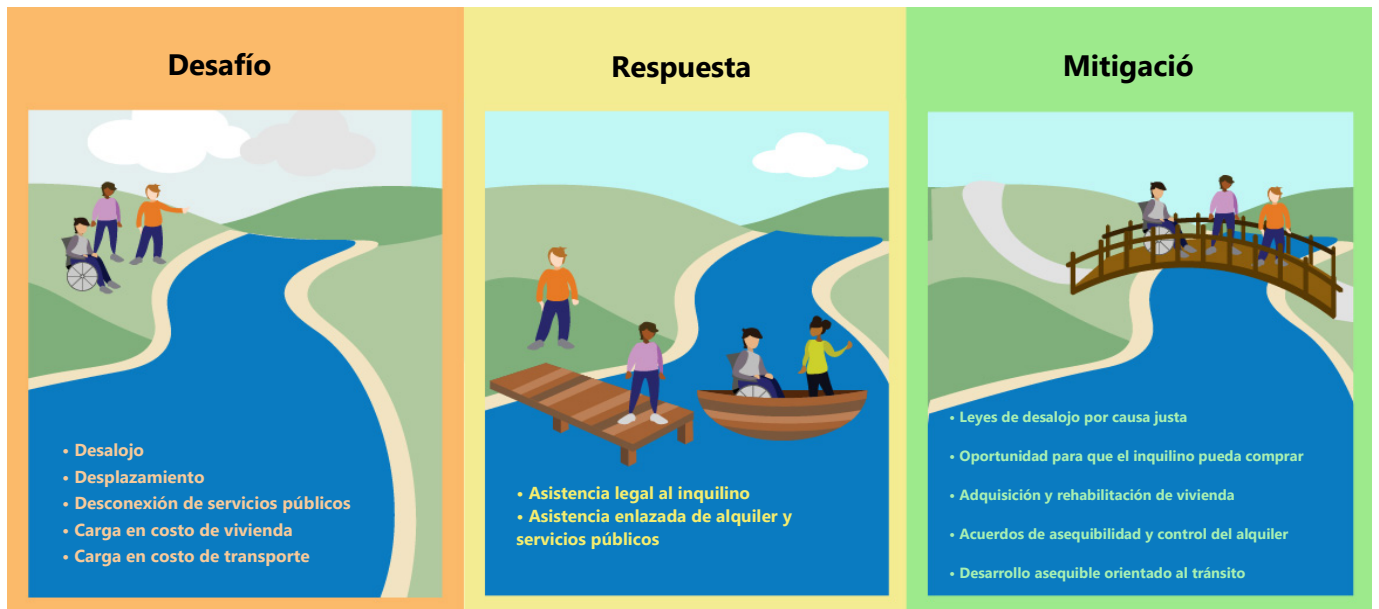 Desafío
• Desalojo
• Desplazamiento
• Desconexión de servicios públicos
• Carga en costo de vivienda
• Carga en costo de transporte
Respuesta
• Asistencia legal al inquilino
• Asistencia enlazada de alquiler y
servicios públicos
Mitigació
• Leyes de desalojo por causa justa
• Oportunidad para que el inquilino pueda comprar
• Adquisición y rehabilitación de vivienda
• Acuerdos de asequibilidad y control del alquiler
• Desarrollo asequible orientado al tránsito